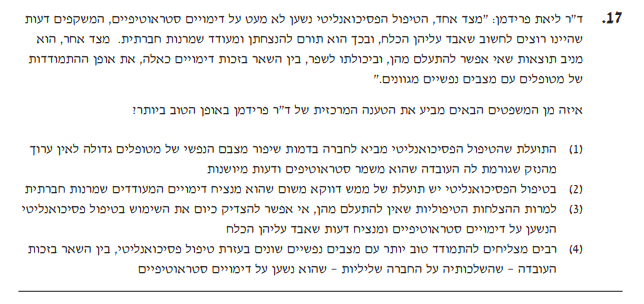 17. ד"ר ליאת פרידמן: "מצד אחד, הטיפול הפסיכואנליטי נשען לא מעט על דימויים סטראוטיפיים, המשקפים דעות
שהיינו רוצים לחשוב שאבד עליהן הכלח, ובכך הוא תורם להנצחתן ומעודד שמרנות חברתית. מצד אחר, הוא
מניב תוצאות שאי אפשר להתעלם מהן, וביכולתו לשפר, בין השאר בזכות דימויים כאלה, את אופן ההתמודדות
של מטופלים עם מצבים נפשיים מגוונים."
איזה מן המשפטים הבאים מביע את הטענה המרכזית של ד"ר פרידמן באופן הטוב ביותר?
(1) התועלת שהטיפול הפסיכואנליטי מביא לחברה בדמות שיפור מצבם הנפשי של מטופלים גדולה לאין ערוך
מהנזק שגורמת לה העובדה שהוא משמר סטראוטיפים ודעות מיושנות
(2) בטיפול הפסיכואנליטי יש תועלת של ממש דווקא משום שהוא מנציח דימויים המעודדים שמרנות חברתית
(3) למרות ההצלחות הטיפוליות שאין להתעלם מהן, אי אפשר להצדיק כיום את השימוש בטיפול פסיכואנליטי
הנשען על דימויים סטראוטיפיים ומנציח דעות שאבד עליהן הכלח
(4) רבים מצליחים להתמודד טוב יותר עם מצבים נפשיים שונים בעזרת טיפול פסיכואנליטי, בין השאר בזכות
העובדה – שהשלכותיה על החברה שליליות – שהוא נשען על דימויים סטראוטיפיים